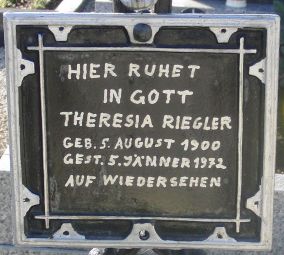 HIER RUHET
IN GOTT
THERESIA RIEGLER
GEB. 5. AUGUST 1900
GEST. 5. JÄNNER 1972
AUF WIEDERSEHEN